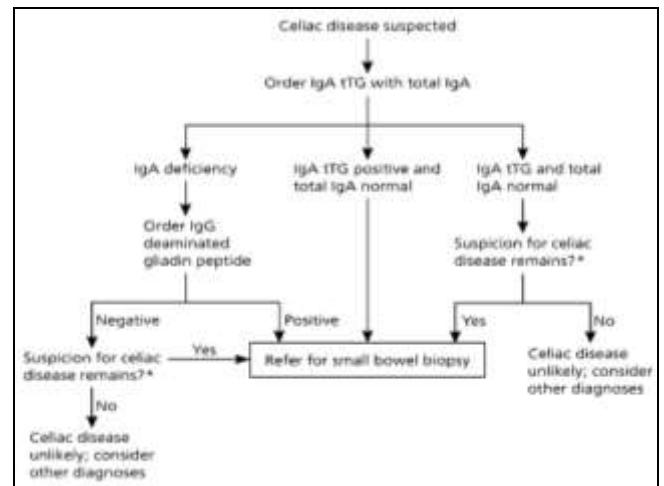 Celiac disease suspected
Order IgA tTG with total IgA
IgA deficiency
IgA tTG positive and
total IgA normal
IgA tTG and total
IgA normal
Order IgG
deaminated
gliadin peptide
Suspicion for celiac
disease remains?*
Negative
Positive
Yes
No
Suspicion for celiac
disease remains?*
Yes
Refer for small bowel biopsy
Celiac disease
unlikely; consider
other diagnoses
No
Celiac disease
unlikely; consider
other diagnoses